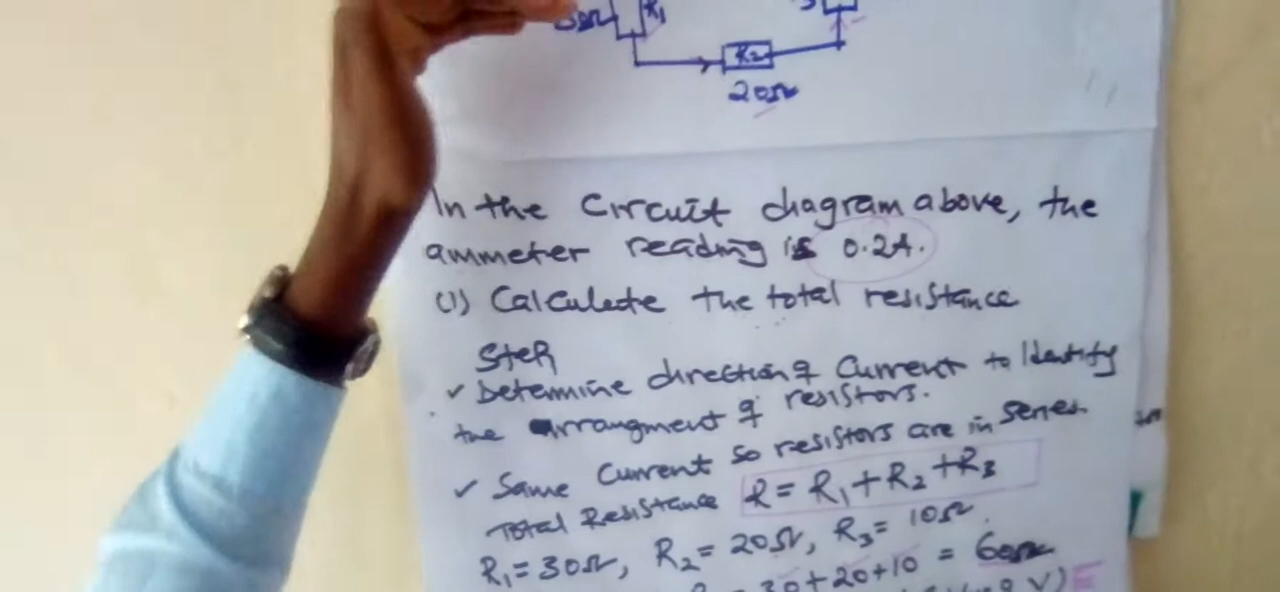 30Ω R1
R2
20Ω
In the Circuit diagram above, the
ammeter reading is 0.2A.
(1) Calculate the total resistance
Step
✓ Determine direction of Current to Identify
the arrangment of resistors.
✓ Same Current so resistors are in Series.
Total Resistance R = R1 + R2 + R3
R1 = 30Ω, R2 = 20Ω, R3 = 10Ω.
= 30+20+10 = 60Ω